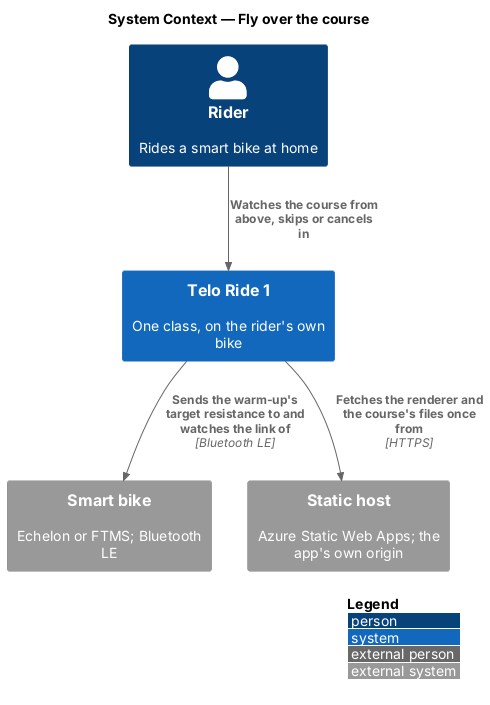 System Context — Fly over the course
Rider
Rides a smart bike at home
Watches the course from
above, skips or cancels
in
Telo Ride 1
One class, on the rider's own
bike
Sends the warm-up's
target resistance to and
watches the link of
[Bluetooth LE]
Fetches the renderer and
the course's files once
from
[HTTPS]
Smart bike
Echelon or FTMS; Bluetooth
LE
Static host
Azure Static Web Apps; the
app's own origin
Legend
person
system
external person
external system